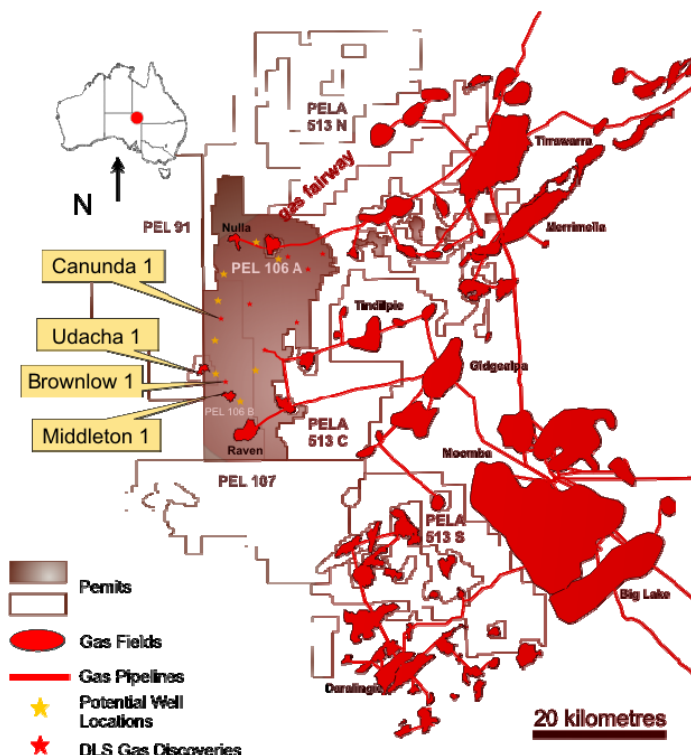 PELA
513 N
Tirrawarra
gas fairway
N
PEL 91
Nulla
Merrimelia
PEL 106 A
Canunda 1
Tindilpie
Udacha 1
Gidgealpa
Brownlow 1
PEL 106 B
PELA
513 C
Middleton 1
Raven
Moomba
PEL 107
PELA
513 S
Permits
Big Lake
Gas Fields
Gas Pipelines
Daralingie
Potential Well
Locations
20 kilometres
DLS Gas Discoveries